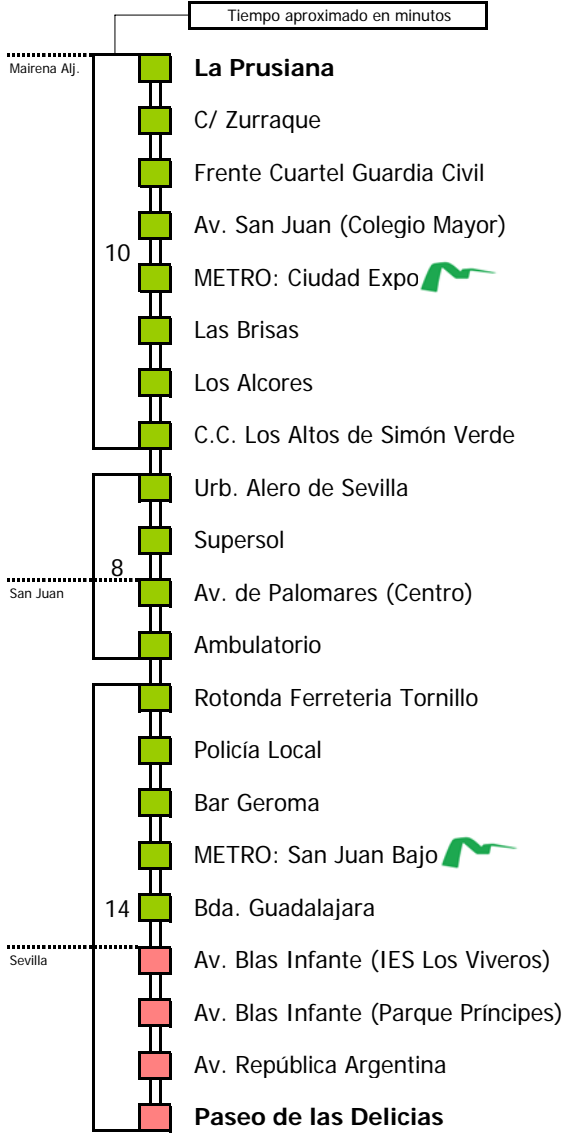 Tiempo aproximado en minutos
Mairena Alj.
La Prusiana
C/ Zurraque
Frente Cuartel Guardia Civil
Av. San Juan (Colegio Mayor)
10
METRO: Ciudad Expo
Las Brisas
Los Alcores
C.C. Los Altos de Simón Verde
Urb. Alero de Sevilla
Supersol
8
San Juan
Av. de Palomares (Centro)
Ambulatorio
Rotonda Ferreteria Tornillo
Policía Local
Bar Geroma
METRO: San Juan Bajo
14
Bda. Guadalajara
Sevilla
Av. Blas Infante (IES Los Viveros)
Av. Blas Infante (Parque Príncipes)
Av. República Argentina
Paseo de las Delicias